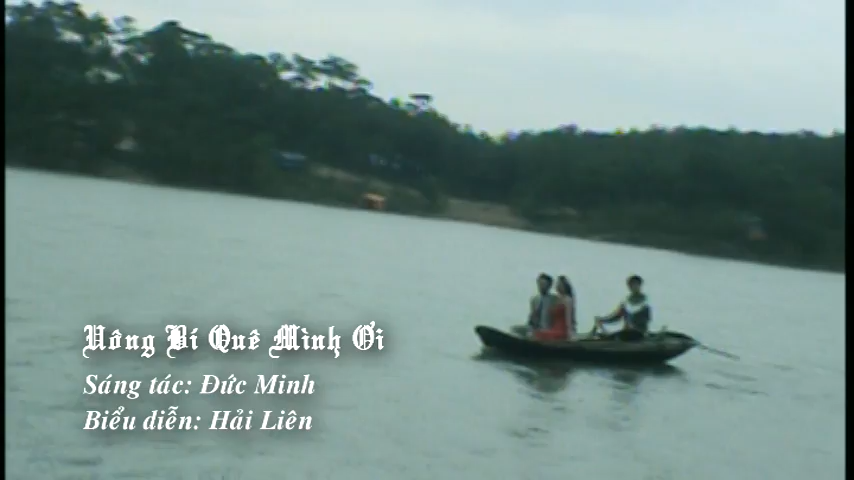 Uông Bí Quê Mình Ơi
Sáng tác: Đức Minh
Biểu diễn: Hải Liên